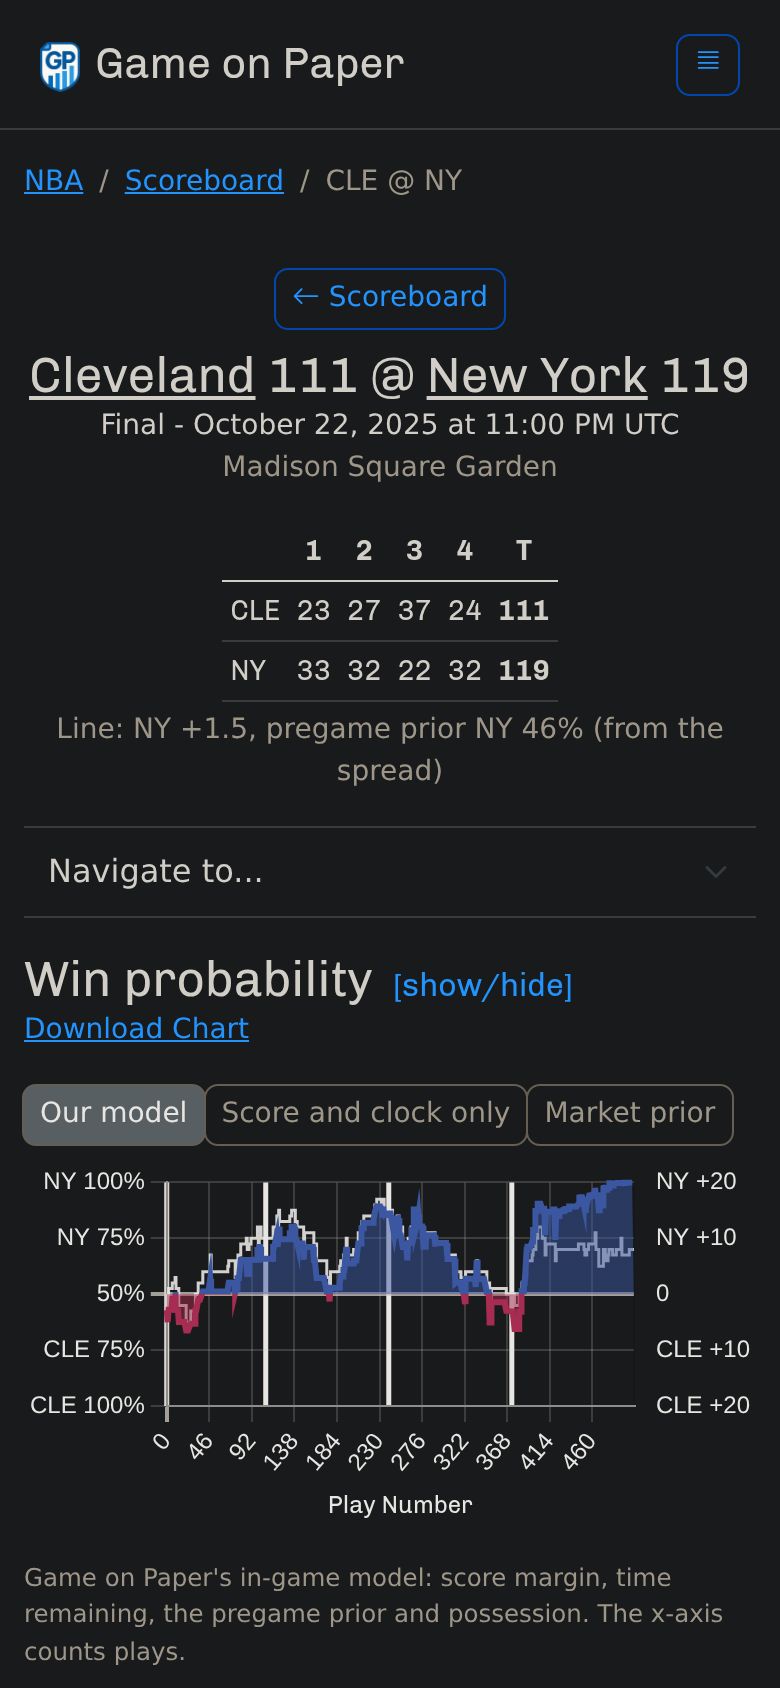 GP Game on Paper
NBA / Scoreboard / CLE @ NY
← Scoreboard
Cleveland 111 @ New York 119
Final - October 22, 2025 at 11:00 PM UTC
Madison Square Garden
1 2 3 4 T
CLE 23 27 37 24 111
NY 33 32 22 32 119
Line: NY +1.5, pregame prior NY 46% (from the
spread)
Navigate to...
Win probability [show/hide]
Download Chart
Our model Score and clock only Market prior
NY 100% NY +20
NY 75% NY +10
50% 0
CLE 75% CLE +10
CLE 100% CLE +20
0 46 92 138 184 230 276 322 368 414 460
Play Number
Game on Paper's in-game model: score margin, time
remaining, the pregame prior and possession. The x-axis
counts plays.